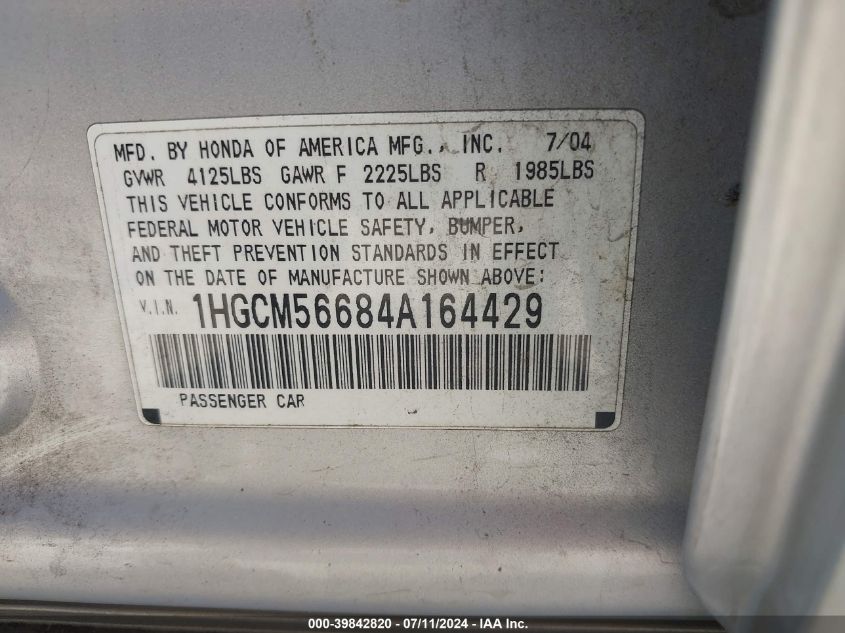 MFD. BY HONDA OF AMERICA MFG., INC. 7/04
GVWR 4125LBS GAWR F 2225LBS R 1985LBS
THIS VEHICLE CONFORMS TO ALL APPLICABLE
FEDERAL MOTOR VEHICLE SAFETY, BUMPER,
AND THEFT PREVENTION STANDARDS IN EFFECT
ON THE DATE OF MANUFACTURE SHOWN ABOVE:
V.I.N. 1HGCM56684A164429
PASSENGER CAR
000-39842820 - 07/11/2024 - IAA Inc.